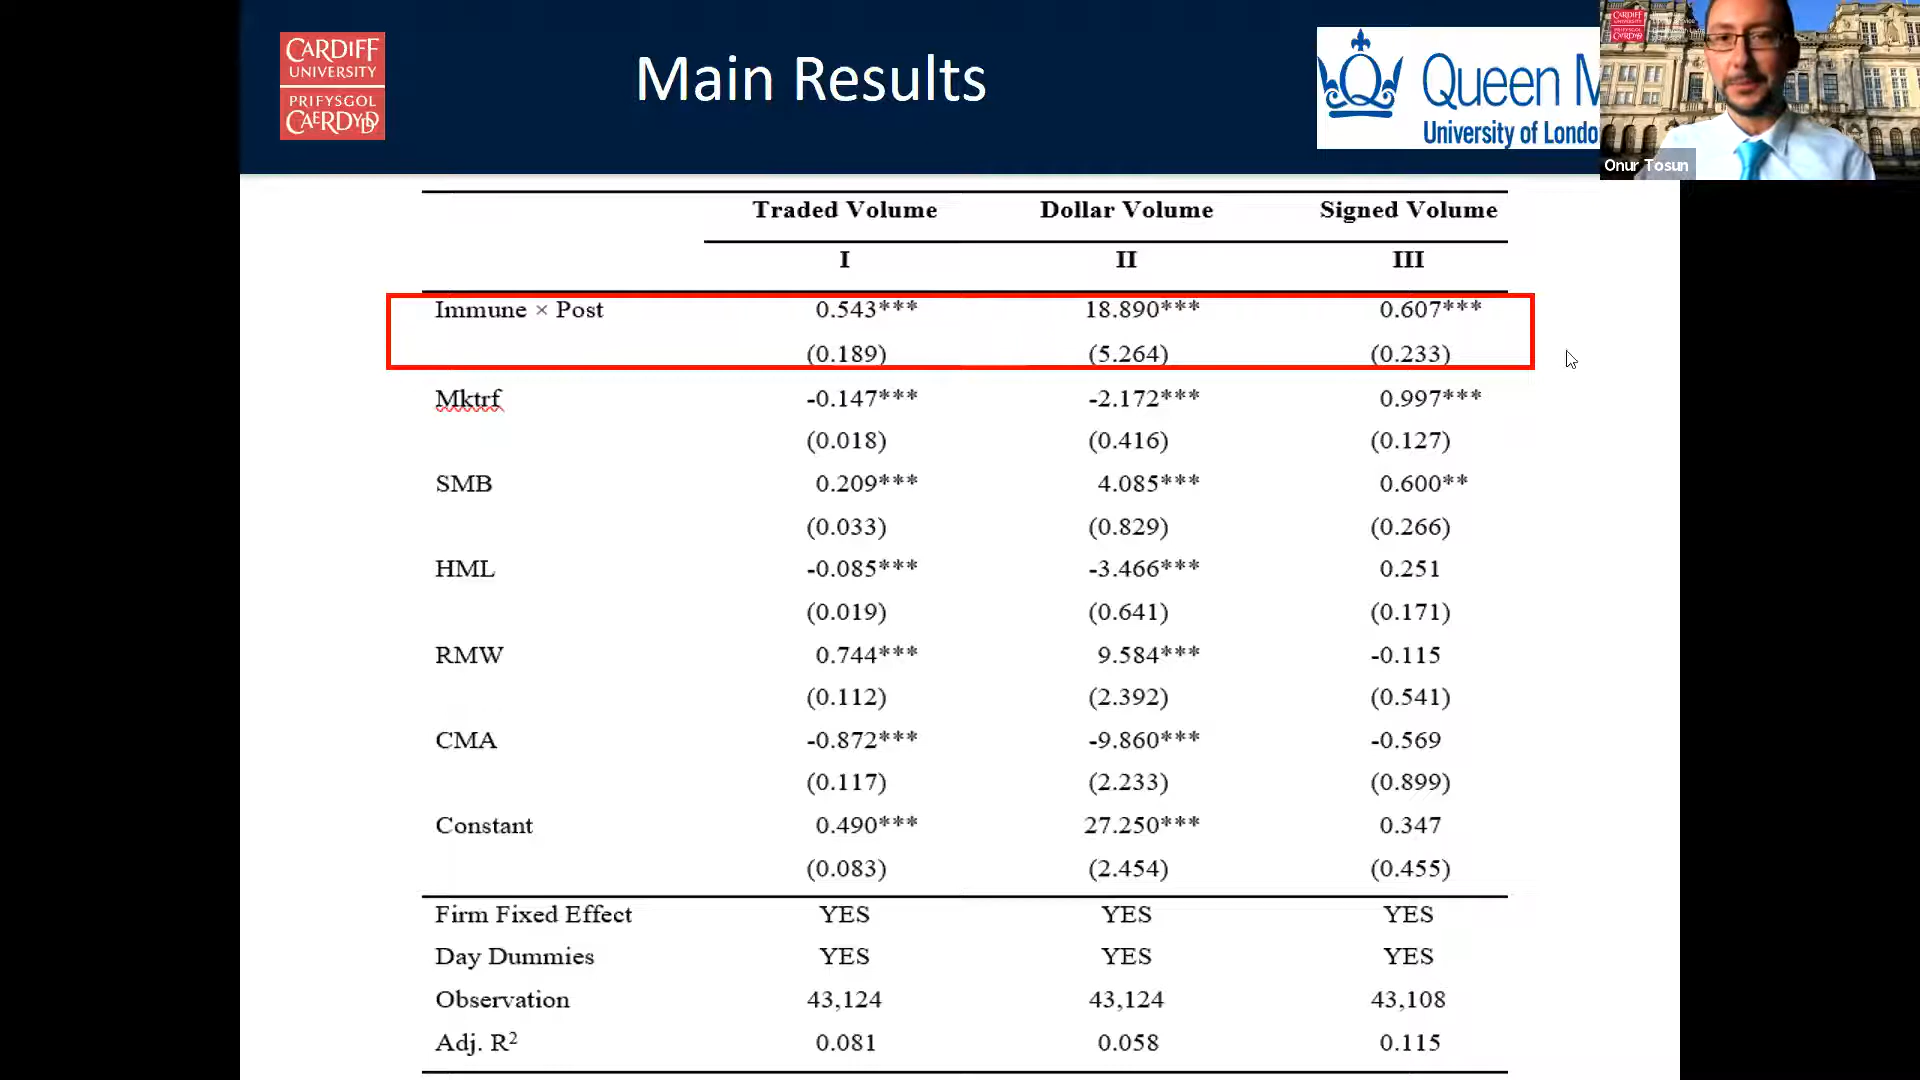 CARDIFF
UNIVERSITY
PRIFYSGOL
CAERDYDD
Main Results
Queen M
University of Londo
CARDIFF
UNIVERSITY
PRIFYSGOL
CAERDYDD
Onur Tosun
Traded Volume Dollar Volume Signed Volume
I II III
Immune × Post 0.543*** 18.890*** 0.607***
(0.189) (5.264) (0.233)
Mktrf -0.147*** -2.172*** 0.997***
(0.018) (0.416) (0.127)
SMB 0.209*** 4.085*** 0.600**
(0.033) (0.829) (0.266)
HML -0.085*** -3.466*** 0.251
(0.019) (0.641) (0.171)
RMW 0.744*** 9.584*** -0.115
(0.112) (2.392) (0.541)
CMA -0.872*** -9.860*** -0.569
(0.117) (2.233) (0.899)
Constant 0.490*** 27.250*** 0.347
(0.083) (2.454) (0.455)
Firm Fixed Effect YES YES YES
Day Dummies YES YES YES
Observation 43,124 43,124 43,108
Adj. R² 0.081 0.058 0.115